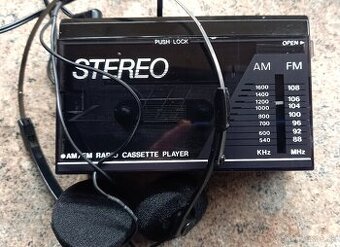 PUSH LOCK
OPEN
STEREO
AM FM
1600 108
1400 106
1200 104
1000 100
800 96
600 92
540 88
KHz MHz
AM/FM RADIO CASSETTE PLAYER